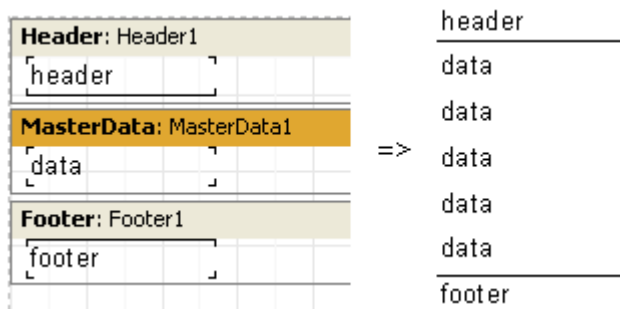 Header: Header1
header
MasterData: MasterData1
data
Footer: Footer1
footer
=>
header
data
data
data
data
data
footer